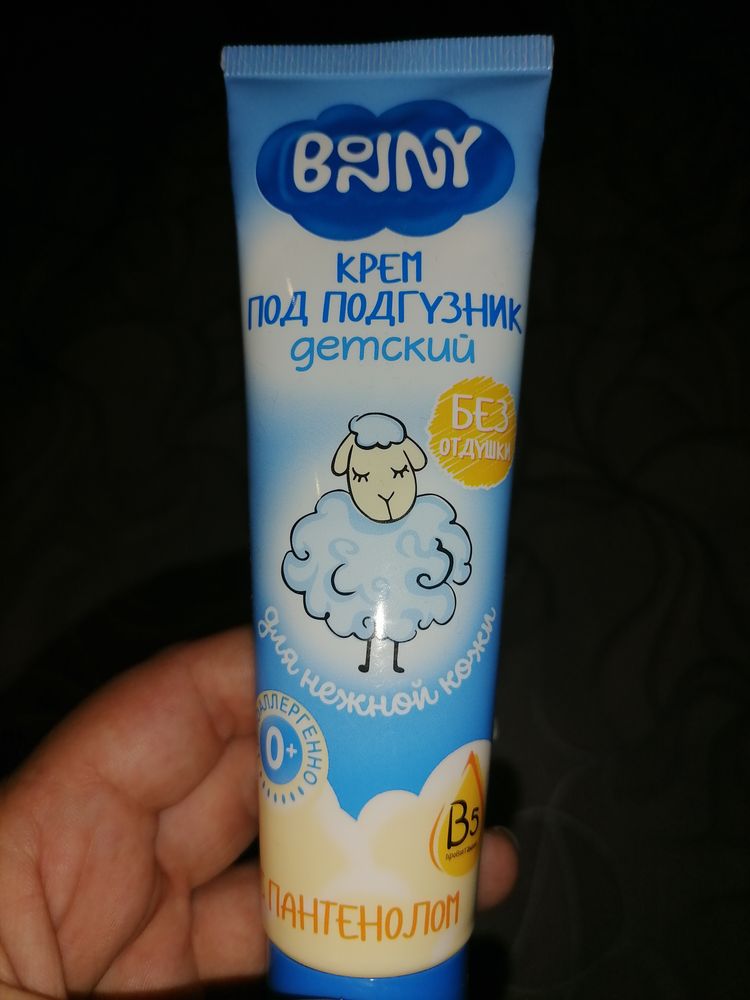 BONNY
КРЕМ
ПОД ПОДГУЗНИК
детский
БЕЗ
ОТДУШКИ
для нежной кожи
0+
B5
ПАНТЕНОЛОМ